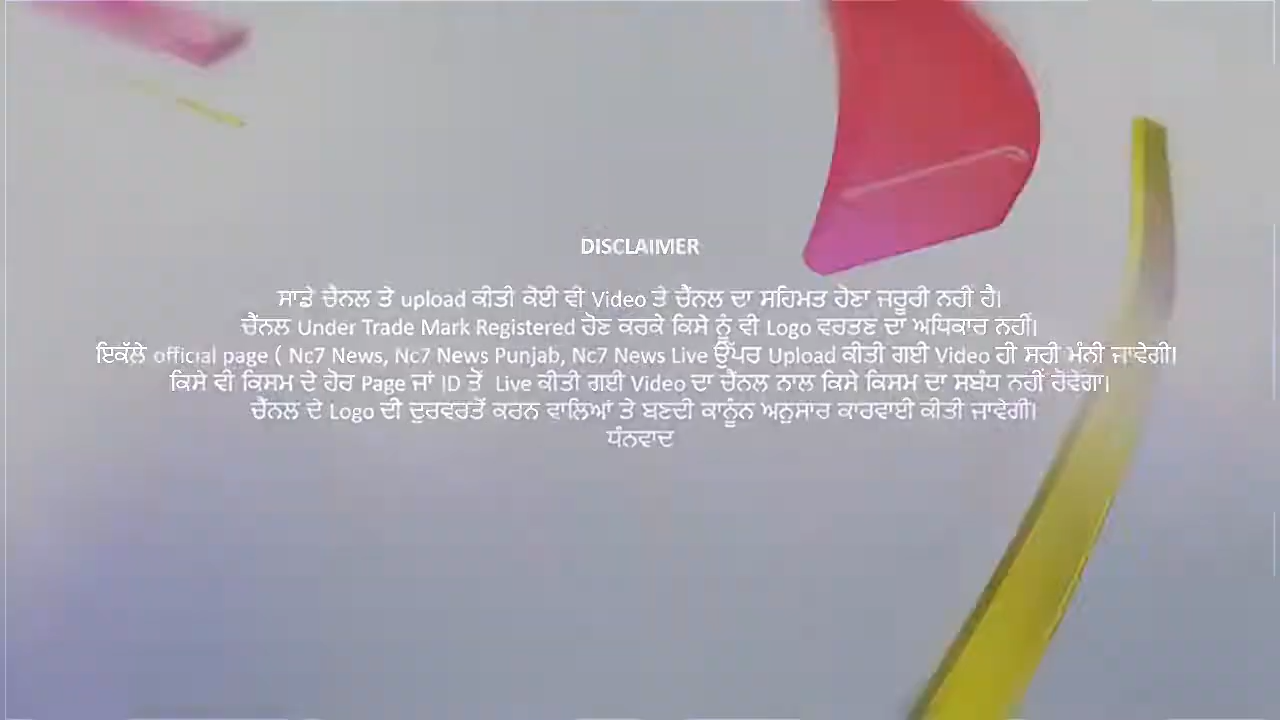 DISCLAIMER
ਸਾਡੇ ਚੈਨਲ ਤੇ upload ਕੀਤੀ ਕੋਈ ਵੀ Video ਤੇ ਚੈੱਨਲ ਦਾ ਸਹਿਮਤ ਹੋਣਾ ਜਰੂਰੀ ਨਹੀ ਹੈ।
ਚੈੱਨਲ Under Trade Mark Registered ਹੋਣ ਕਰਕੇ ਕਿਸੇ ਨੂੰ ਵੀ Logo ਵਰਤਣ ਦਾ ਅਧਿਕਾਰ ਨਹੀਂ।
ਇਕੱਲੇ official page ( Nc7 News, Nc7 News Punjab, Nc7 News Live ਉੱਪਰ Upload ਕੀਤੀ ਗਈ Video ਹੀ ਸਹੀ ਮੰਨੀ ਜਾਵੇਗੀ।
ਕਿਸੇ ਵੀ ਕਿਸਮ ਦੇ ਹੋਰ Page ਜਾਂ ID ਤੋਂ Live ਕੀਤੀ ਗਈ Video ਦਾ ਚੈੱਨਲ ਨਾਲ ਕਿਸੇ ਕਿਸਮ ਦਾ ਸਬੰਧ ਨਹੀਂ ਹੋਵੇਗਾ।
ਚੈੱਨਲ ਦੇ Logo ਦੀ ਦੁਰਵਰਤੋਂ ਕਰਨ ਵਾਲਿਆਂ ਤੇ ਬਣਦੀ ਕਾਨੂੰਨ ਅਨੁਸਾਰ ਕਾਰਵਾਈ ਕੀਤੀ ਜਾਵੇਗੀ।
ਧੰਨਵਾਦ